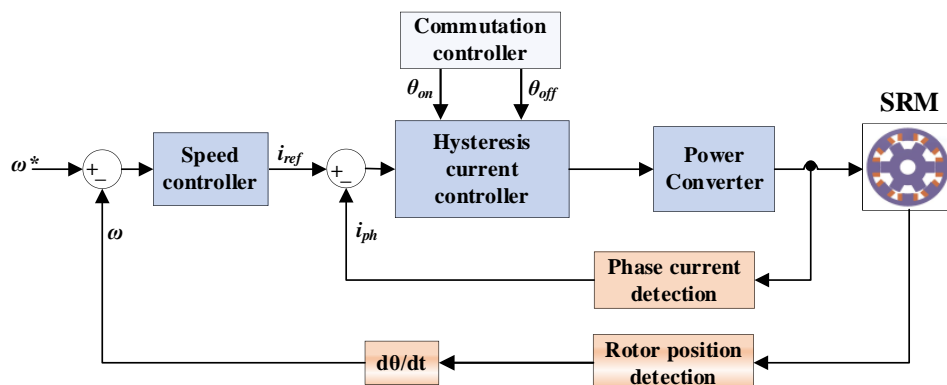 Commutation
controller
θon
θoff
SRM
ω*
+
−
Speed
controller
iref
+
−
Hysteresis
current
controller
Power
Converter
ω
iph
Phase current
detection
dθ/dt
Rotor position
detection